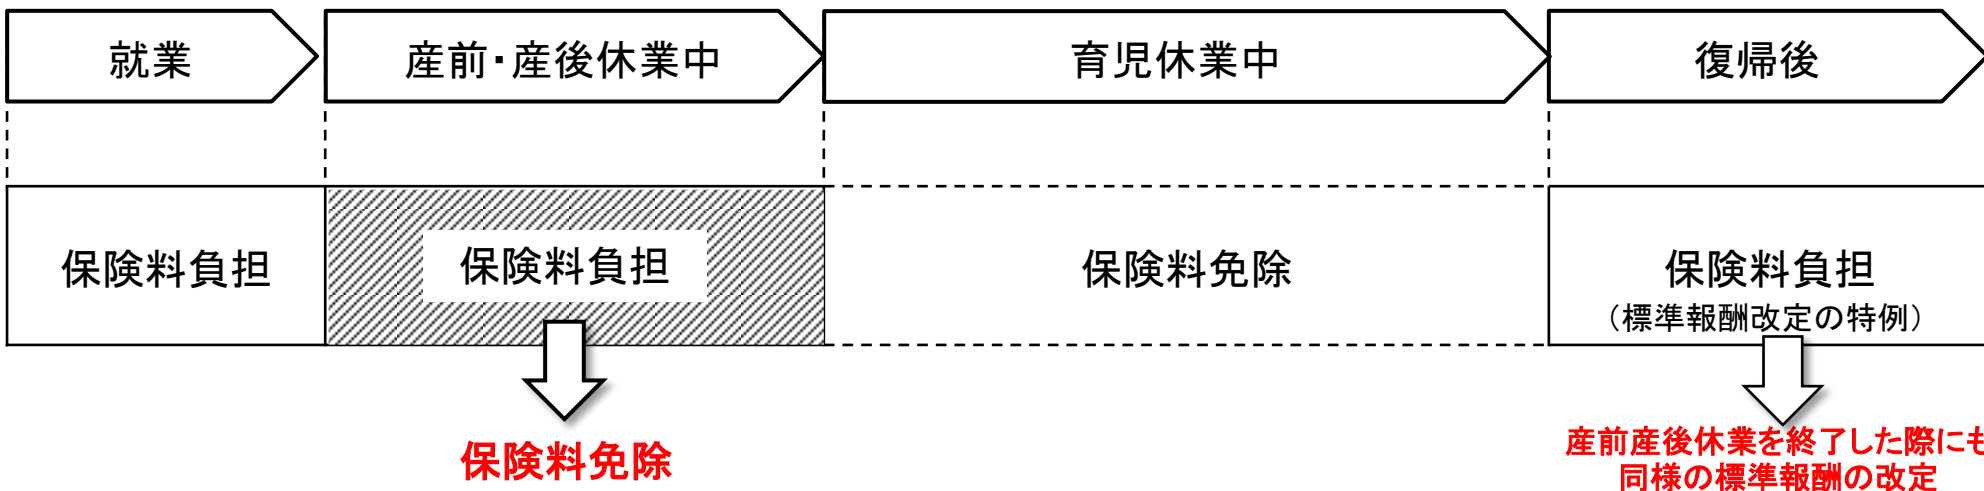 就業
産前・産後休業中
育児休業中
復帰後
保険料負担
保険料負担
保険料免除
保険料負担
（標準報酬改定の特例）
保険料免除
産前産後休業を終了した際にも
同様の標準報酬の改定